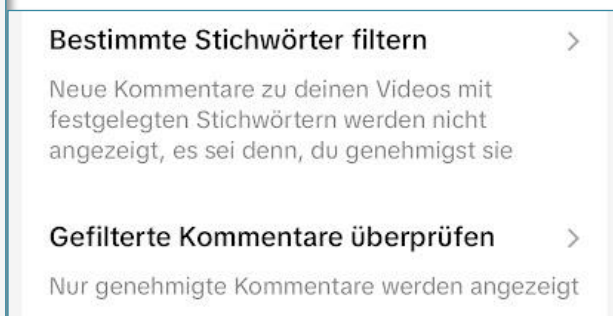 Bestimmte Stichwörter filtern
Neue Kommentare zu deinen Videos mit
festgelegten Stichwörtern werden nicht
angezeigt, es sei denn, du genehmigst sie
Gefilterte Kommentare überprüfen
Nur genehmigte Kommentare werden angezeigt